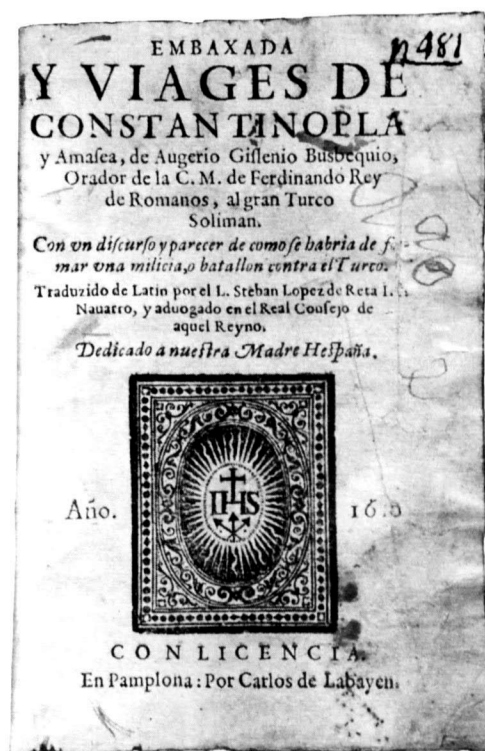 EMBAXADA
n 481
Y VIAGES DE
CONSTANTINOPLA
y Amasea, de Augerio Gislenio Busbequio,
Orador de la C. M. de Ferdinando Rey
de Romanos, al gran Turco
Soliman.
Con vn discurso y parecer de como se habria de
mar vna milicia, o batallon contra el Turco.
Traduzido de Latin por el L. Steban Lopez de Reta
Nauarro, y aduogado en el Real Consejo de
aquel Reyno.
Dedicado a nuestra Madre Hespaña.
IHS
Año.
CON LICENCIA.
En Pamplona: Por Carlos de Labayen.